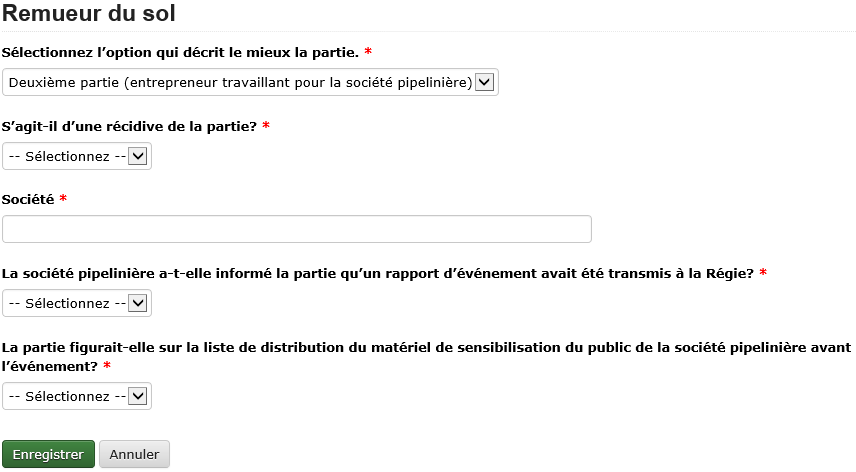 Remueur du sol
Sélectionnez l’option qui décrit le mieux la partie. *
Deuxième partie (entrepreneur travaillant pour la société pipelinière)
S’agit-il d’une récidive de la partie? *
-- Sélectionnez --
Société *
La société pipelinière a-t-elle informé la partie qu’un rapport d’événement avait été transmis à la Régie? *
-- Sélectionnez --
La partie figurait-elle sur la liste de distribution du matériel de sensibilisation du public de la société pipelinière avant
l’événement? *
-- Sélectionnez --
Enregistrer Annuler